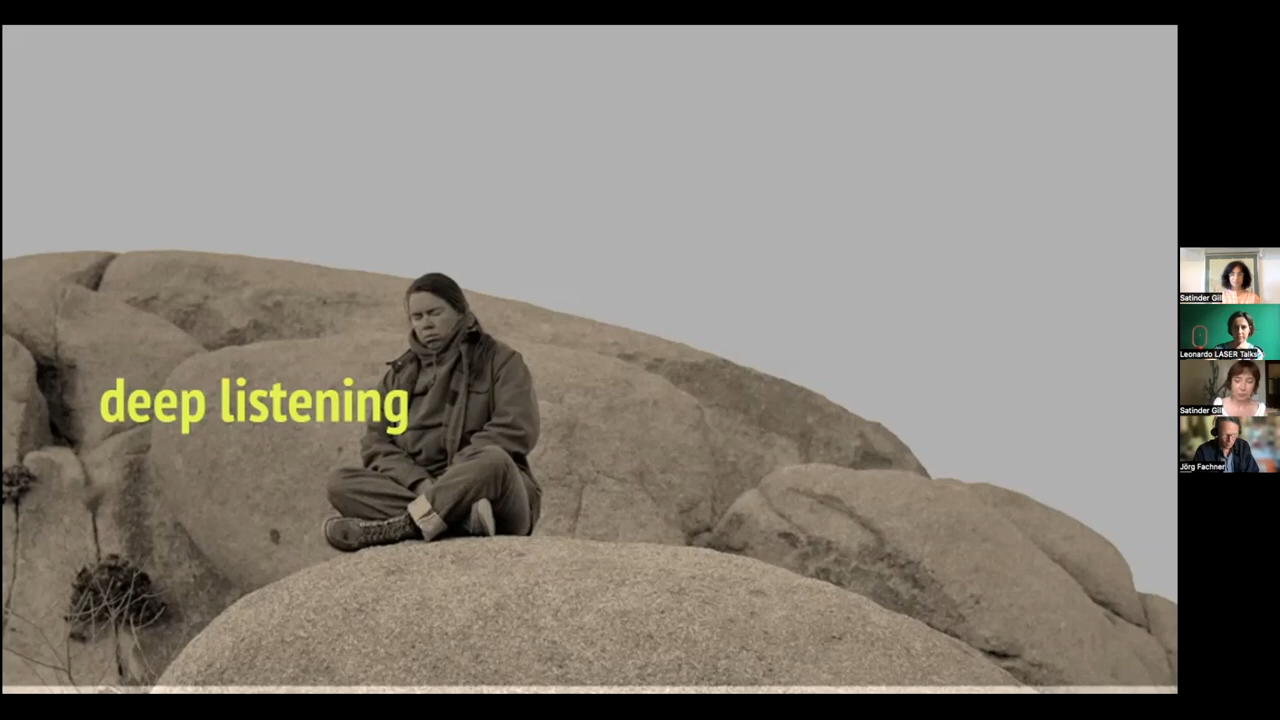 deep listening
Satinder Gill
Leonardo LASER Talks
Satinder Gill
Jörg Fachner